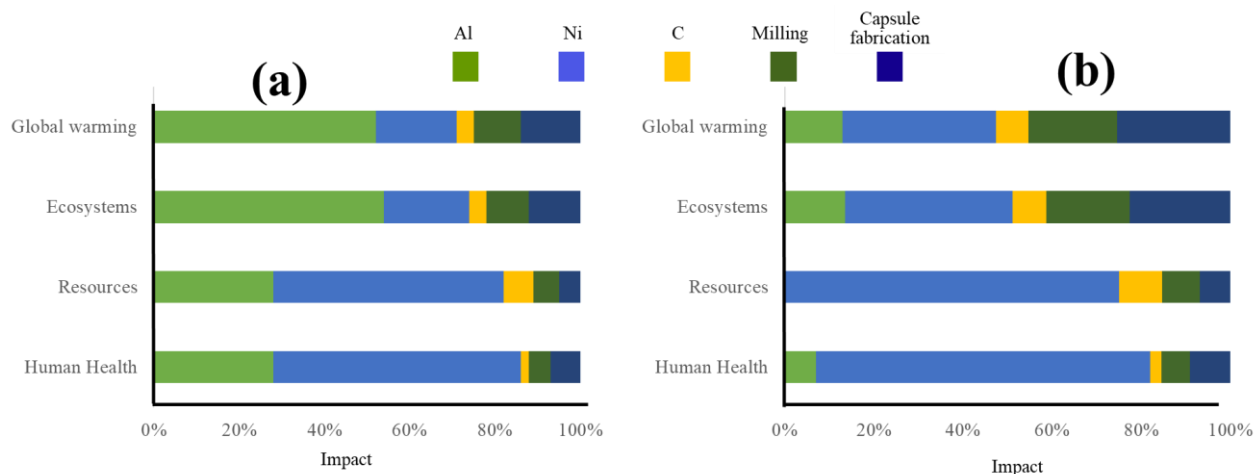 Al Ni C Milling Capsule
fabrication
(a) (b)
Global warming Global warming
Ecosystems Ecosystems
Resources Resources
Human Health Human Health
0% 20% 40% 60% 80% 100% 0% 20% 40% 60% 80% 100%
Impact Impact